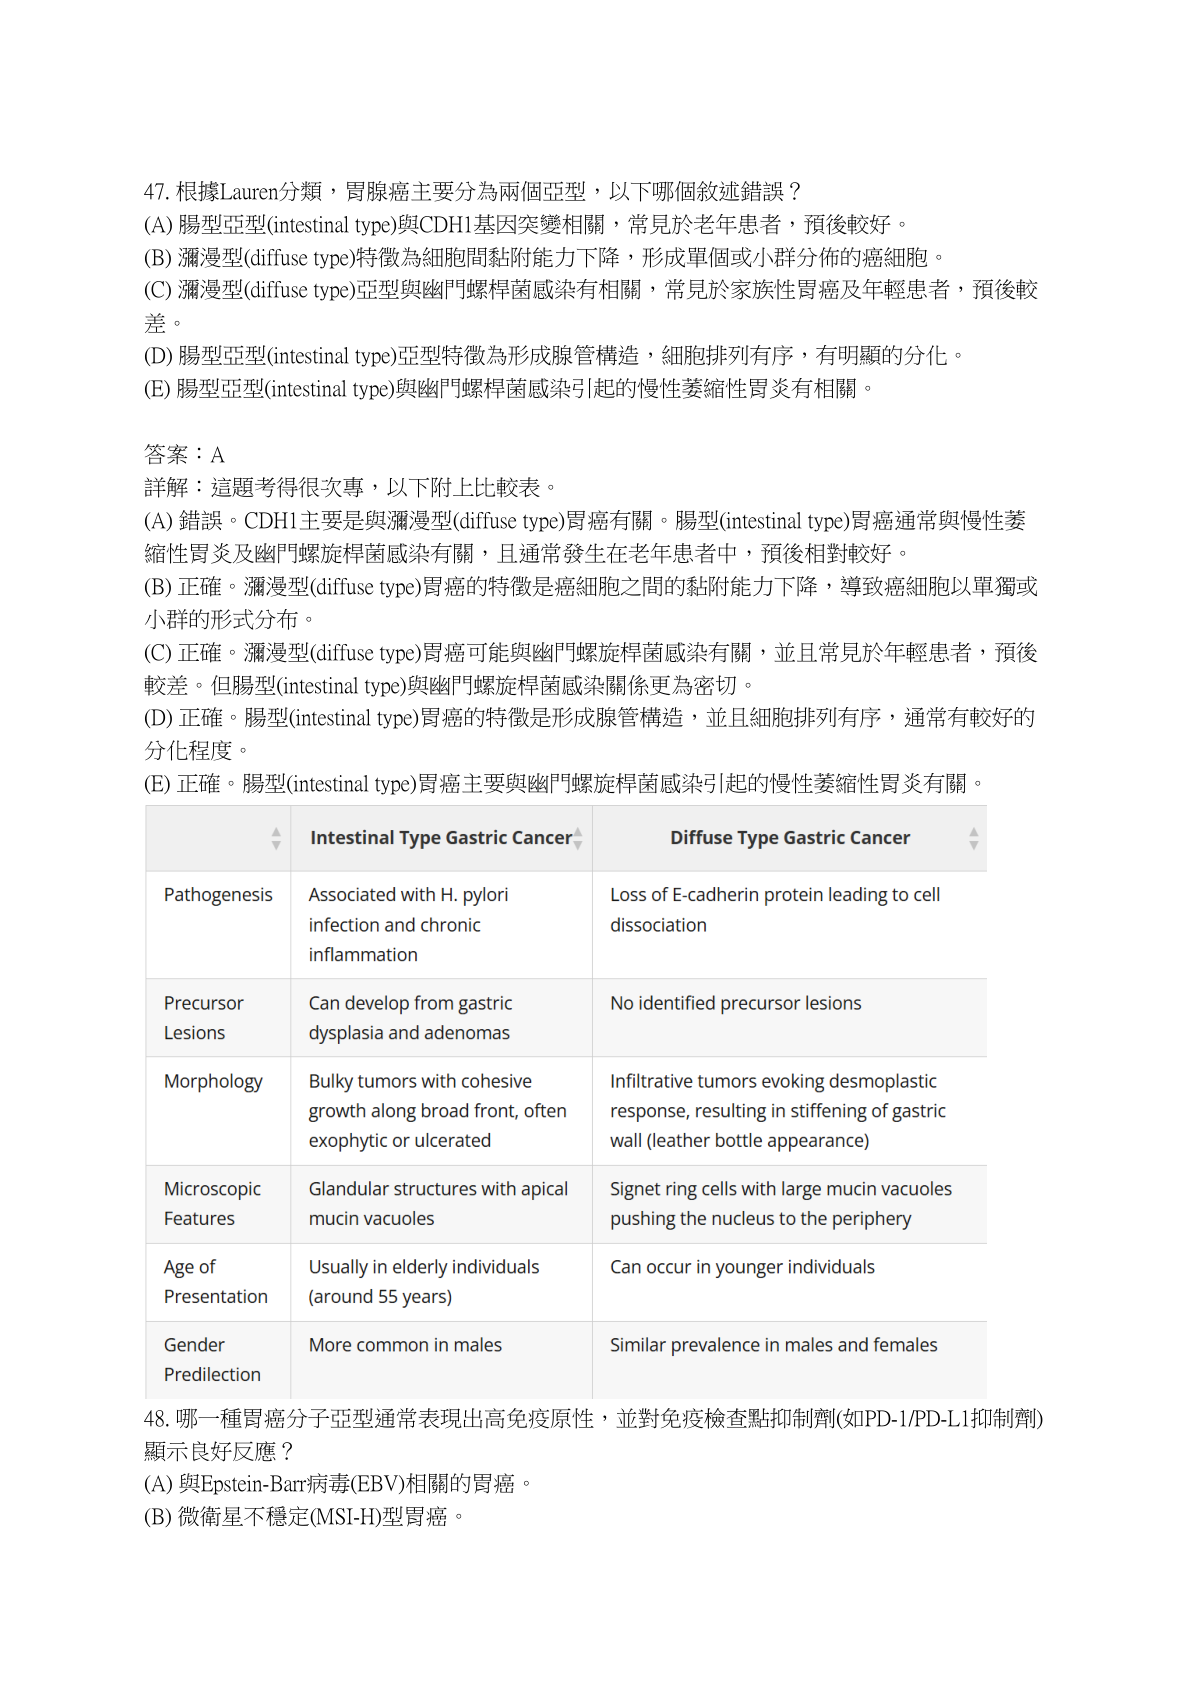 47. 根據Lauren分類，胃腺癌主要分為兩個亞型，以下哪個敘述錯誤？
(A) 腸型亞型(intestinal type)與CDH1基因突變相關，常見於老年患者，預後較好。
(B) 瀰漫型(diffuse type)特徵為細胞間黏附能力下降，形成單個或小群分佈的癌細胞。
(C) 瀰漫型(diffuse type)亞型與幽門螺桿菌感染有相關，常見於家族性胃癌及年輕患者，預後較
差。
(D) 腸型亞型(intestinal type)亞型特徵為形成腺管構造，細胞排列有序，有明顯的分化。
(E) 腸型亞型(intestinal type)與幽門螺桿菌感染引起的慢性萎縮性胃炎有相關。
答案：A
詳解：這題考得很次專，以下附上比較表。
(A) 錯誤。CDH1主要是與瀰漫型(diffuse type)胃癌有關。腸型(intestinal type)胃癌通常與慢性萎
縮性胃炎及幽門螺旋桿菌感染有關，且通常發生在老年患者中，預後相對較好。
(B) 正確。瀰漫型(diffuse type)胃癌的特徵是癌細胞之間的黏附能力下降，導致癌細胞以單獨或
小群的形式分布。
(C) 正確。瀰漫型(diffuse type)胃癌可能與幽門螺旋桿菌感染有關，並且常見於年輕患者，預後
較差。但腸型(intestinal type)與幽門螺旋桿菌感染關係更為密切。
(D) 正確。腸型(intestinal type)胃癌的特徵是形成腺管構造，並且細胞排列有序，通常有較好的
分化程度。
(E) 正確。腸型(intestinal type)胃癌主要與幽門螺旋桿菌感染引起的慢性萎縮性胃炎有關。
Intestinal Type Gastric Cancer
Diffuse Type Gastric Cancer
Pathogenesis
Associated with H. pylori
infection and chronic
inflammation
Loss of E-cadherin protein leading to cell
dissociation
Precursor
Lesions
Can develop from gastric
dysplasia and adenomas
No identified precursor lesions
Morphology
Bulky tumors with cohesive
growth along broad front, often
exophytic or ulcerated
Infiltrative tumors evoking desmoplastic
response, resulting in stiffening of gastric
wall (leather bottle appearance)
Microscopic
Features
Glandular structures with apical
mucin vacuoles
Signet ring cells with large mucin vacuoles
pushing the nucleus to the periphery
Age of
Presentation
Usually in elderly individuals
(around 55 years)
Can occur in younger individuals
Gender
Predilection
More common in males
Similar prevalence in males and females
48. 哪一種胃癌分子亞型通常表現出高免疫原性，並對免疫檢查點抑制劑(如PD-1/PD-L1抑制劑)
顯示良好反應？
(A) 與Epstein-Barr病毒(EBV)相關的胃癌。
(B) 微衛星不穩定(MSI-H)型胃癌。